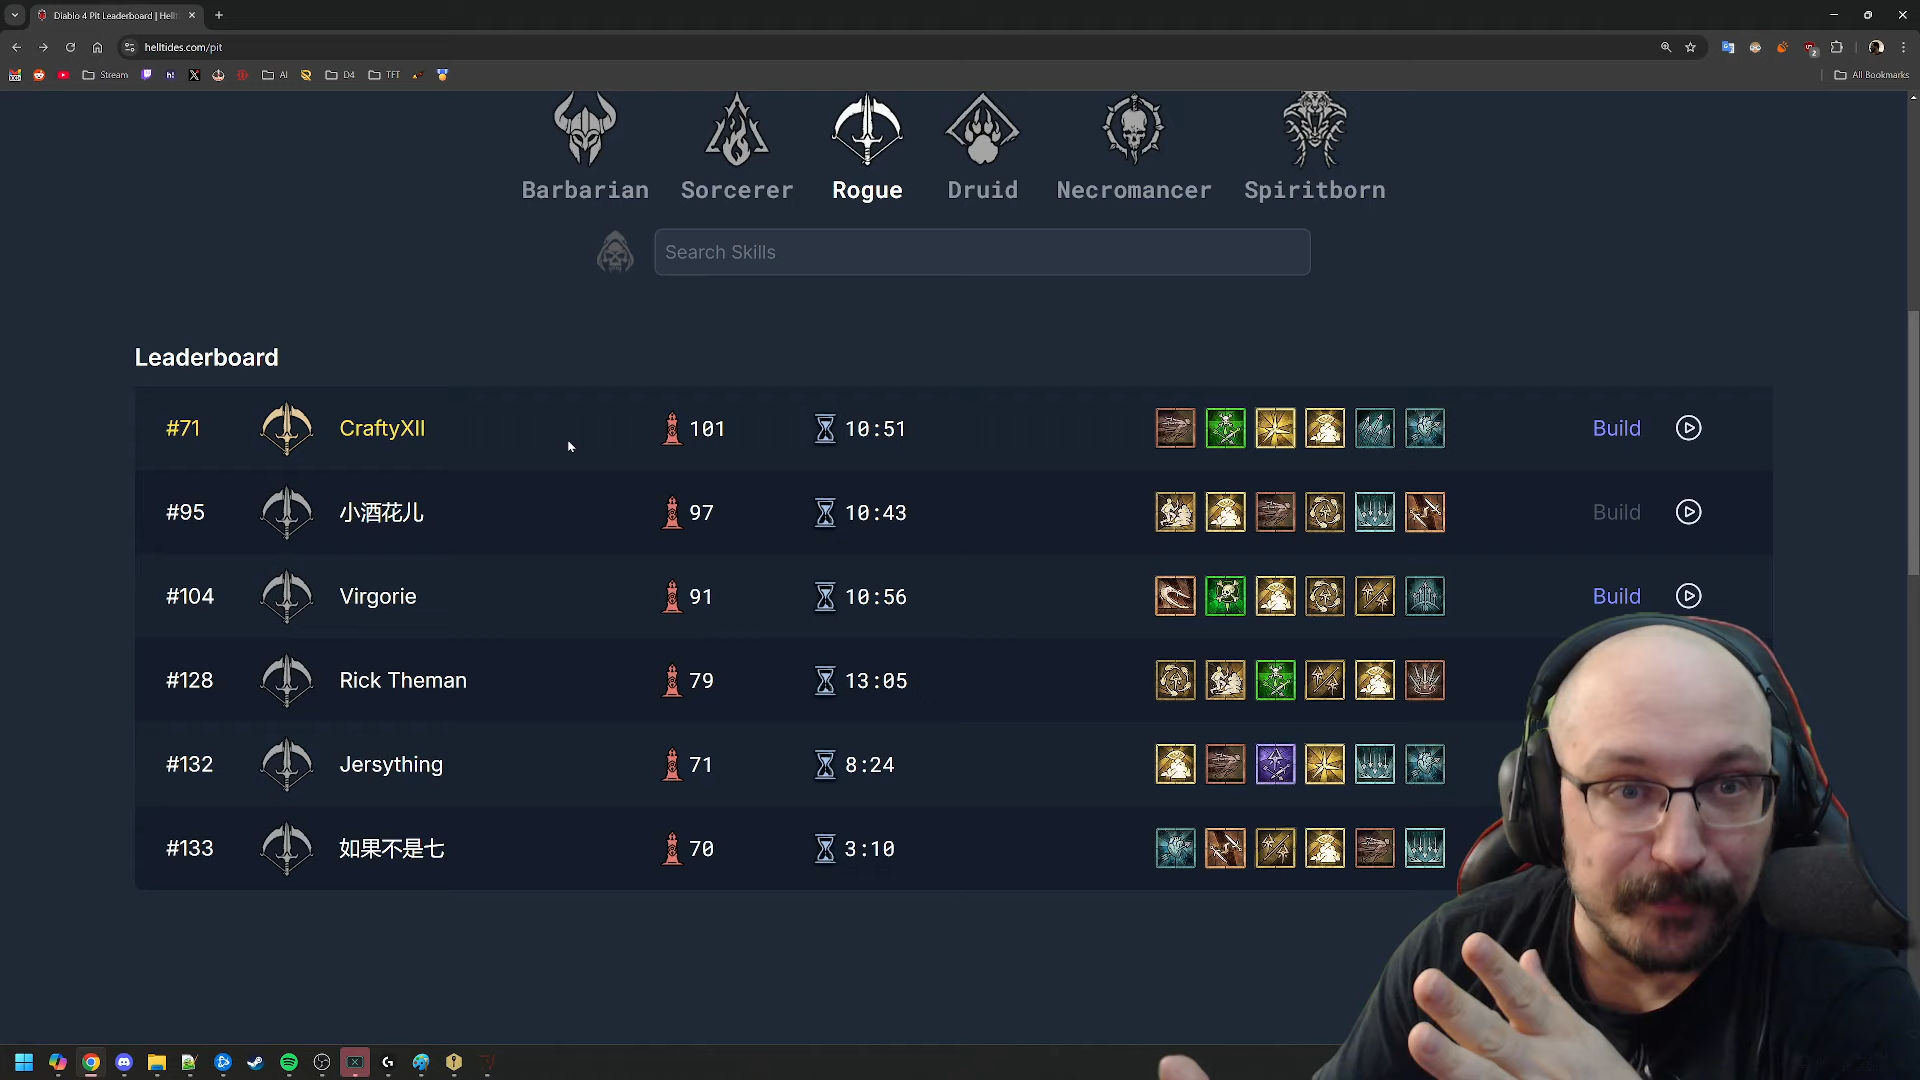 Diablo 4 Pit Leaderboard | Hell
helltides.com/pit
Stream
AI
D4
TFT
All Bookmarks
Barbarian
Sorcerer
Rogue
Druid
Necromancer
Spiritborn
Search Skills
Leaderboard
#71 CraftyXII 101 10:51 Build
#95 小酒花儿 97 10:43 Build
#104 Virgorie 91 10:56 Build
#128 Rick Theman 79 13:05
#132 Jersything 71 8:24
#133 如果不是七 70 3:10